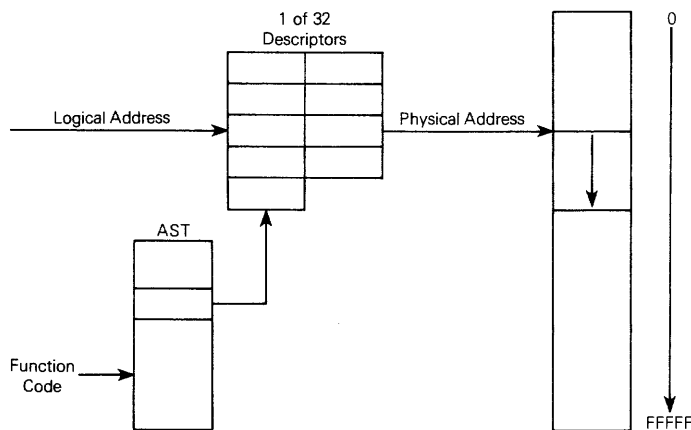 1 of 32
Descriptors
0
Logical Address
Physical Address
AST
Function
Code
FFFFF